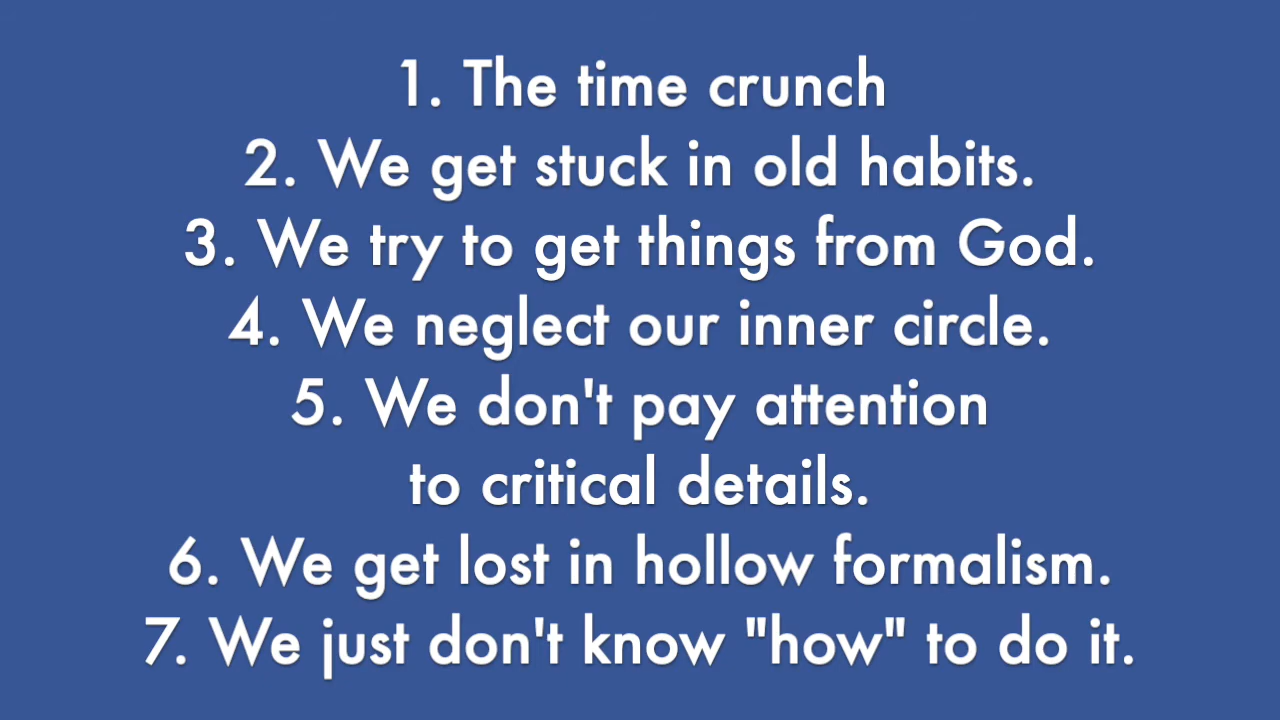 1. The time crunch
2. We get stuck in old habits.
3. We try to get things from God.
4. We neglect our inner circle.
5. We don't pay attention
to critical details.
6. We get lost in hollow formalism.
7. We just don't know "how" to do it.